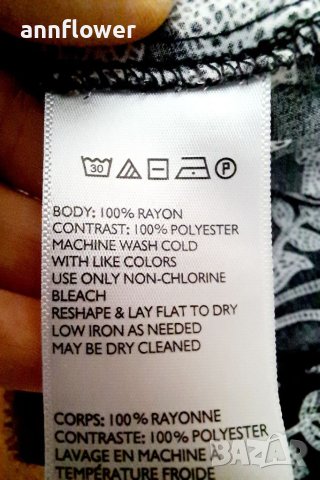 annflower
30 P
BODY: 100% RAYON
CONTRAST: 100% POLYESTER
MACHINE WASH COLD
WITH LIKE COLORS
USE ONLY NON-CHLORINE
BLEACH
RESHAPE & LAY FLAT TO DRY
LOW IRON AS NEEDED
MAY BE DRY CLEANED
CORPS: 100% RAYONNE
CONTRASTE: 100% POLYESTER
LAVAGE EN MACHINE À
TEMPÉRATURE FROIDE
BAZAR